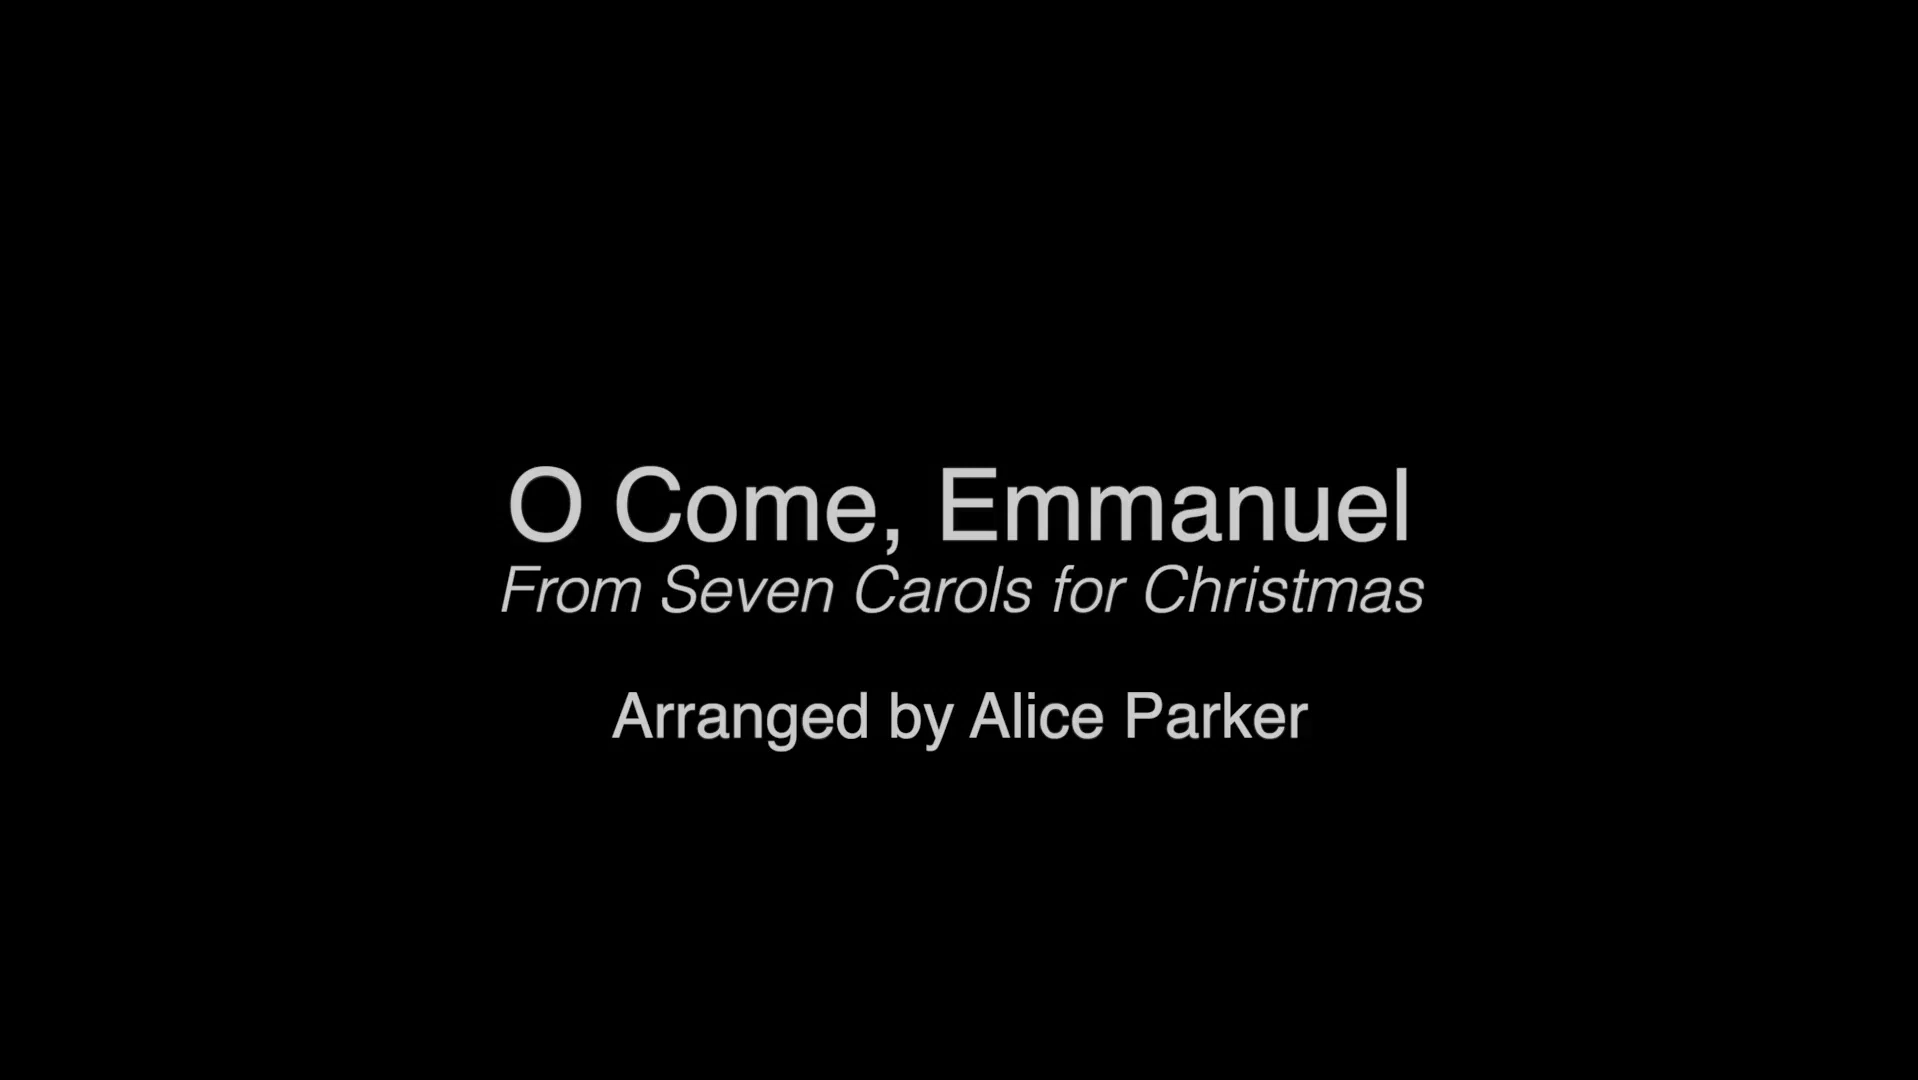 O Come, Emmanuel
From Seven Carols for Christmas
Arranged by Alice Parker